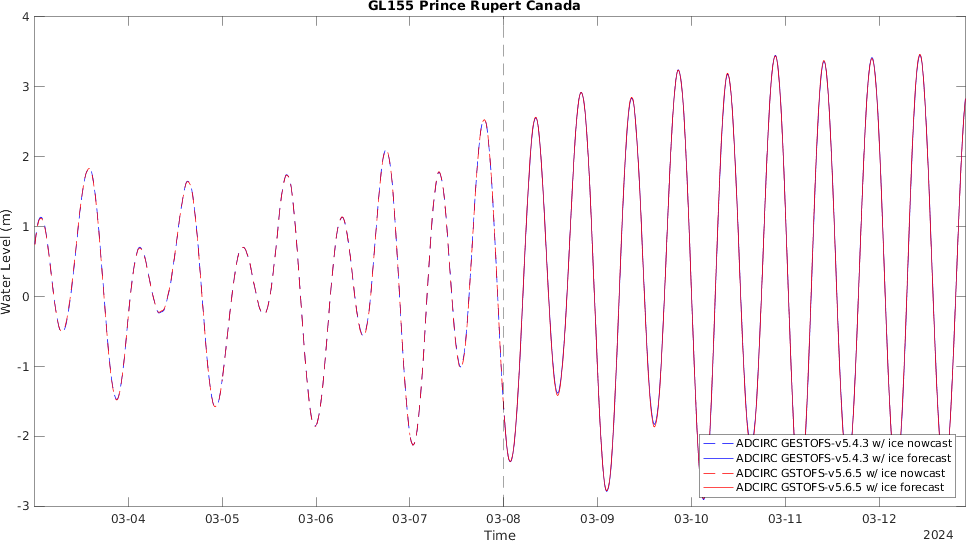 GL155 Prince Rupert Canada
4
3
2
1
0
-1
-2
-3
Water Level (m)
ADCIRC GESTOFS-v5.4.3 w/ ice nowcast
ADCIRC GESTOFS-v5.4.3 w/ ice forecast
ADCIRC GSTOFS-v5.6.5 w/ ice nowcast
ADCIRC GSTOFS-v5.6.5 w/ ice forecast
03-04 03-05 03-06 03-07 03-08 03-09 03-10 03-11 03-12
Time
2024